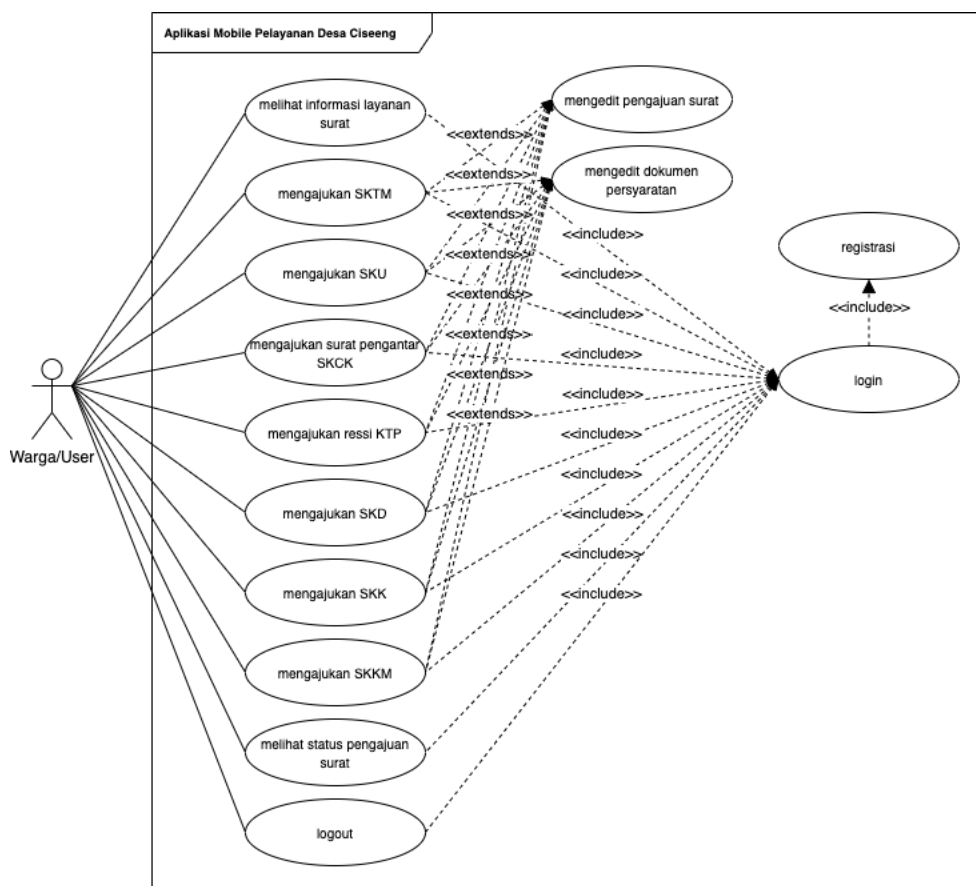 Aplikasi Mobile Pelayanan Desa Ciseeng
melihat informasi layanan
surat
mengedit pengajuan surat
<<extends>>
mengedit dokumen
persyaratan
<<extends>>
mengajukan SKTM
<<extends>>
<<include>>
registrasi
<<extends>>
mengajukan SKU
<<include>>
<<extends>>
<<include>>
<<include>>
<<extends>>
mengajukan surat pengantar
SKCK
<<include>>
<<extends>>
login
<<include>>
<<extends>>
mengajukan ressi KTP
<<include>>
Warga/User
<<include>>
mengajukan SKD
<<include>>
<<include>>
mengajukan SKK
<<include>>
mengajukan SKKM
melihat status pengajuan
surat
logout